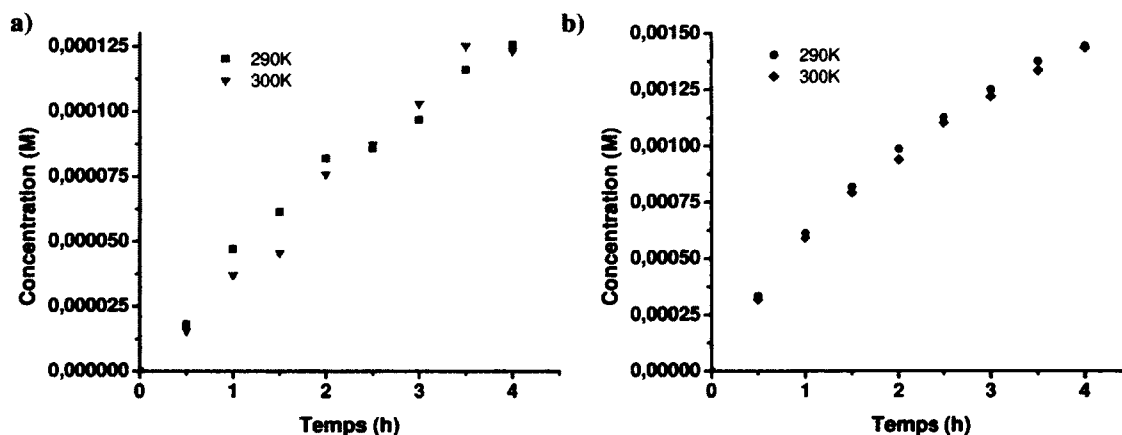 a)
0,000125
0,000100
0,000075
0,000050
0,000025
0,000000
Concentration (M)
290K
300K
0
1
2
3
4
Temps (h)
b)
0,00150
0,00125
0,00100
0,00075
0,00050
0,00025
0,00000
Concentration (M)
290K
300K
0
1
2
3
4
Temps (h)